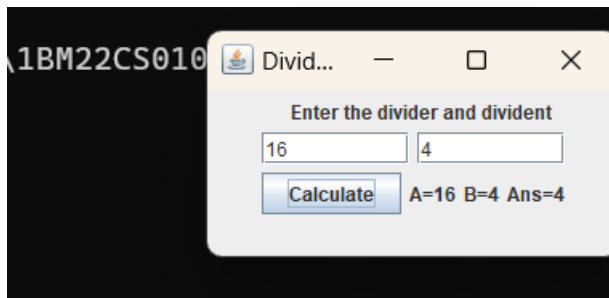 \1BM22CS010
Divid...
Enter the divider and divident
16 4
Calculate A=16 B=4 Ans=4